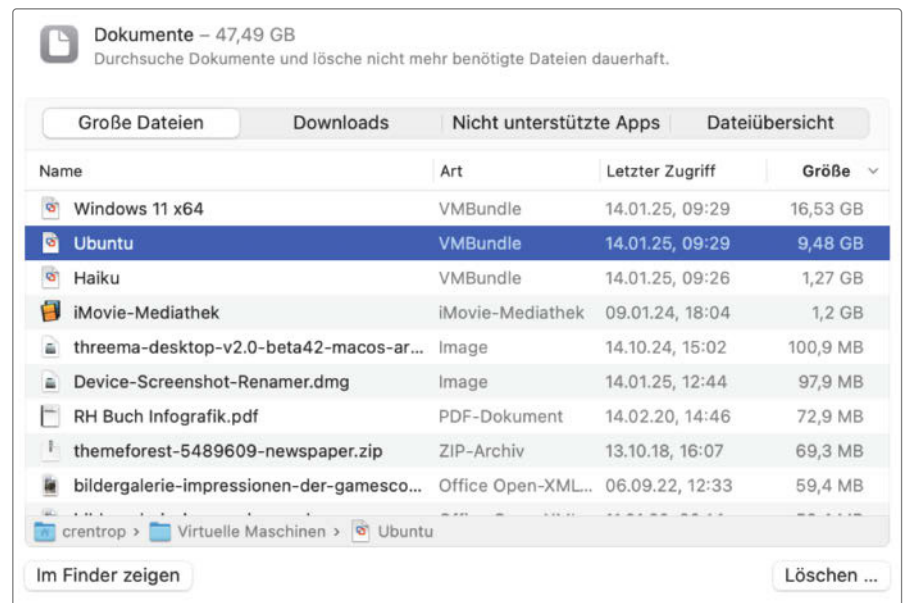 Dokumente – 47,49 GB
Durchsuche Dokumente und lösche nicht mehr benötigte Dateien dauerhaft.
Große Dateien Downloads Nicht unterstützte Apps Dateiübersicht
Name Art Letzter Zugriff Größe
Windows 11 x64 VMBundle 14.01.25, 09:29 16,53 GB
Ubuntu VMBundle 14.01.25, 09:29 9,48 GB
Haiku VMBundle 14.01.25, 09:26 1,27 GB
iMovie-Mediathek iMovie-Mediathek 09.01.24, 18:04 1,2 GB
threema-desktop-v2.0-beta42-macos-ar... Image 14.10.24, 15:02 100,9 MB
Device-Screenshot-Renamer.dmg Image 14.01.25, 12:44 97,9 MB
RH Buch Infografik.pdf PDF-Dokument 14.02.20, 14:46 72,9 MB
themeforest-5489609-newspaper.zip ZIP-Archiv 13.10.18, 16:07 69,3 MB
bildergalerie-impressionen-der-gamesco... Office Open-XML... 06.09.22, 12:33 59,4 MB
crentrop > Virtuelle Maschinen > Ubuntu
Im Finder zeigen Löschen ...